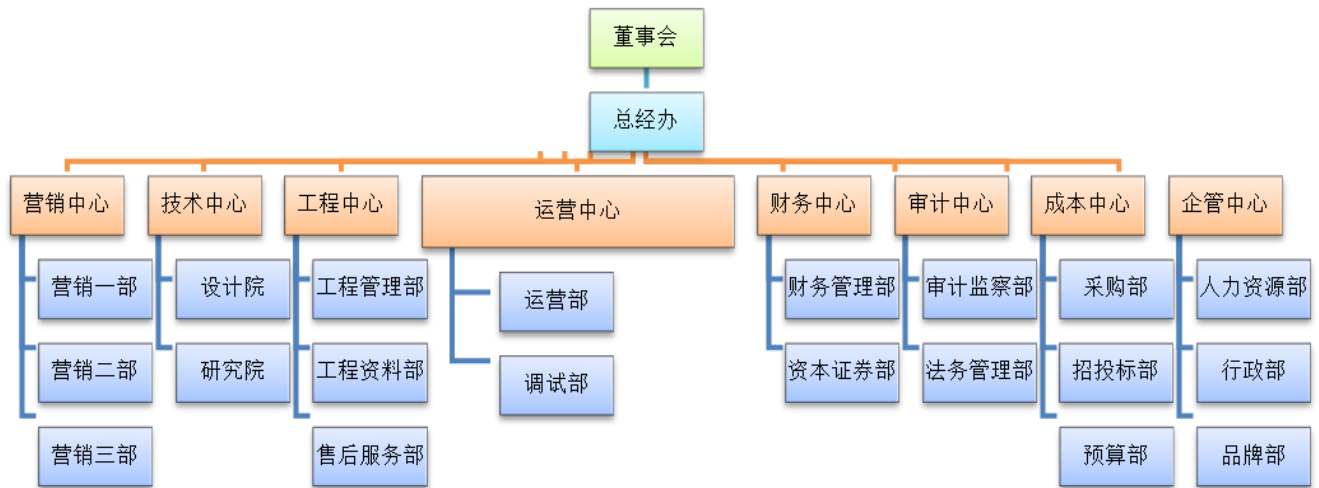 董事会
总经办
营销中心
技术中心
工程中心
运营中心
财务中心
审计中心
成本中心
企管中心
营销一部
设计院
工程管理部
运营部
财务管理部
审计监察部
采购部
人力资源部
营销二部
研究院
工程资料部
调试部
资本证券部
法务管理部
招投标部
行政部
营销三部
售后服务部
预算部
品牌部